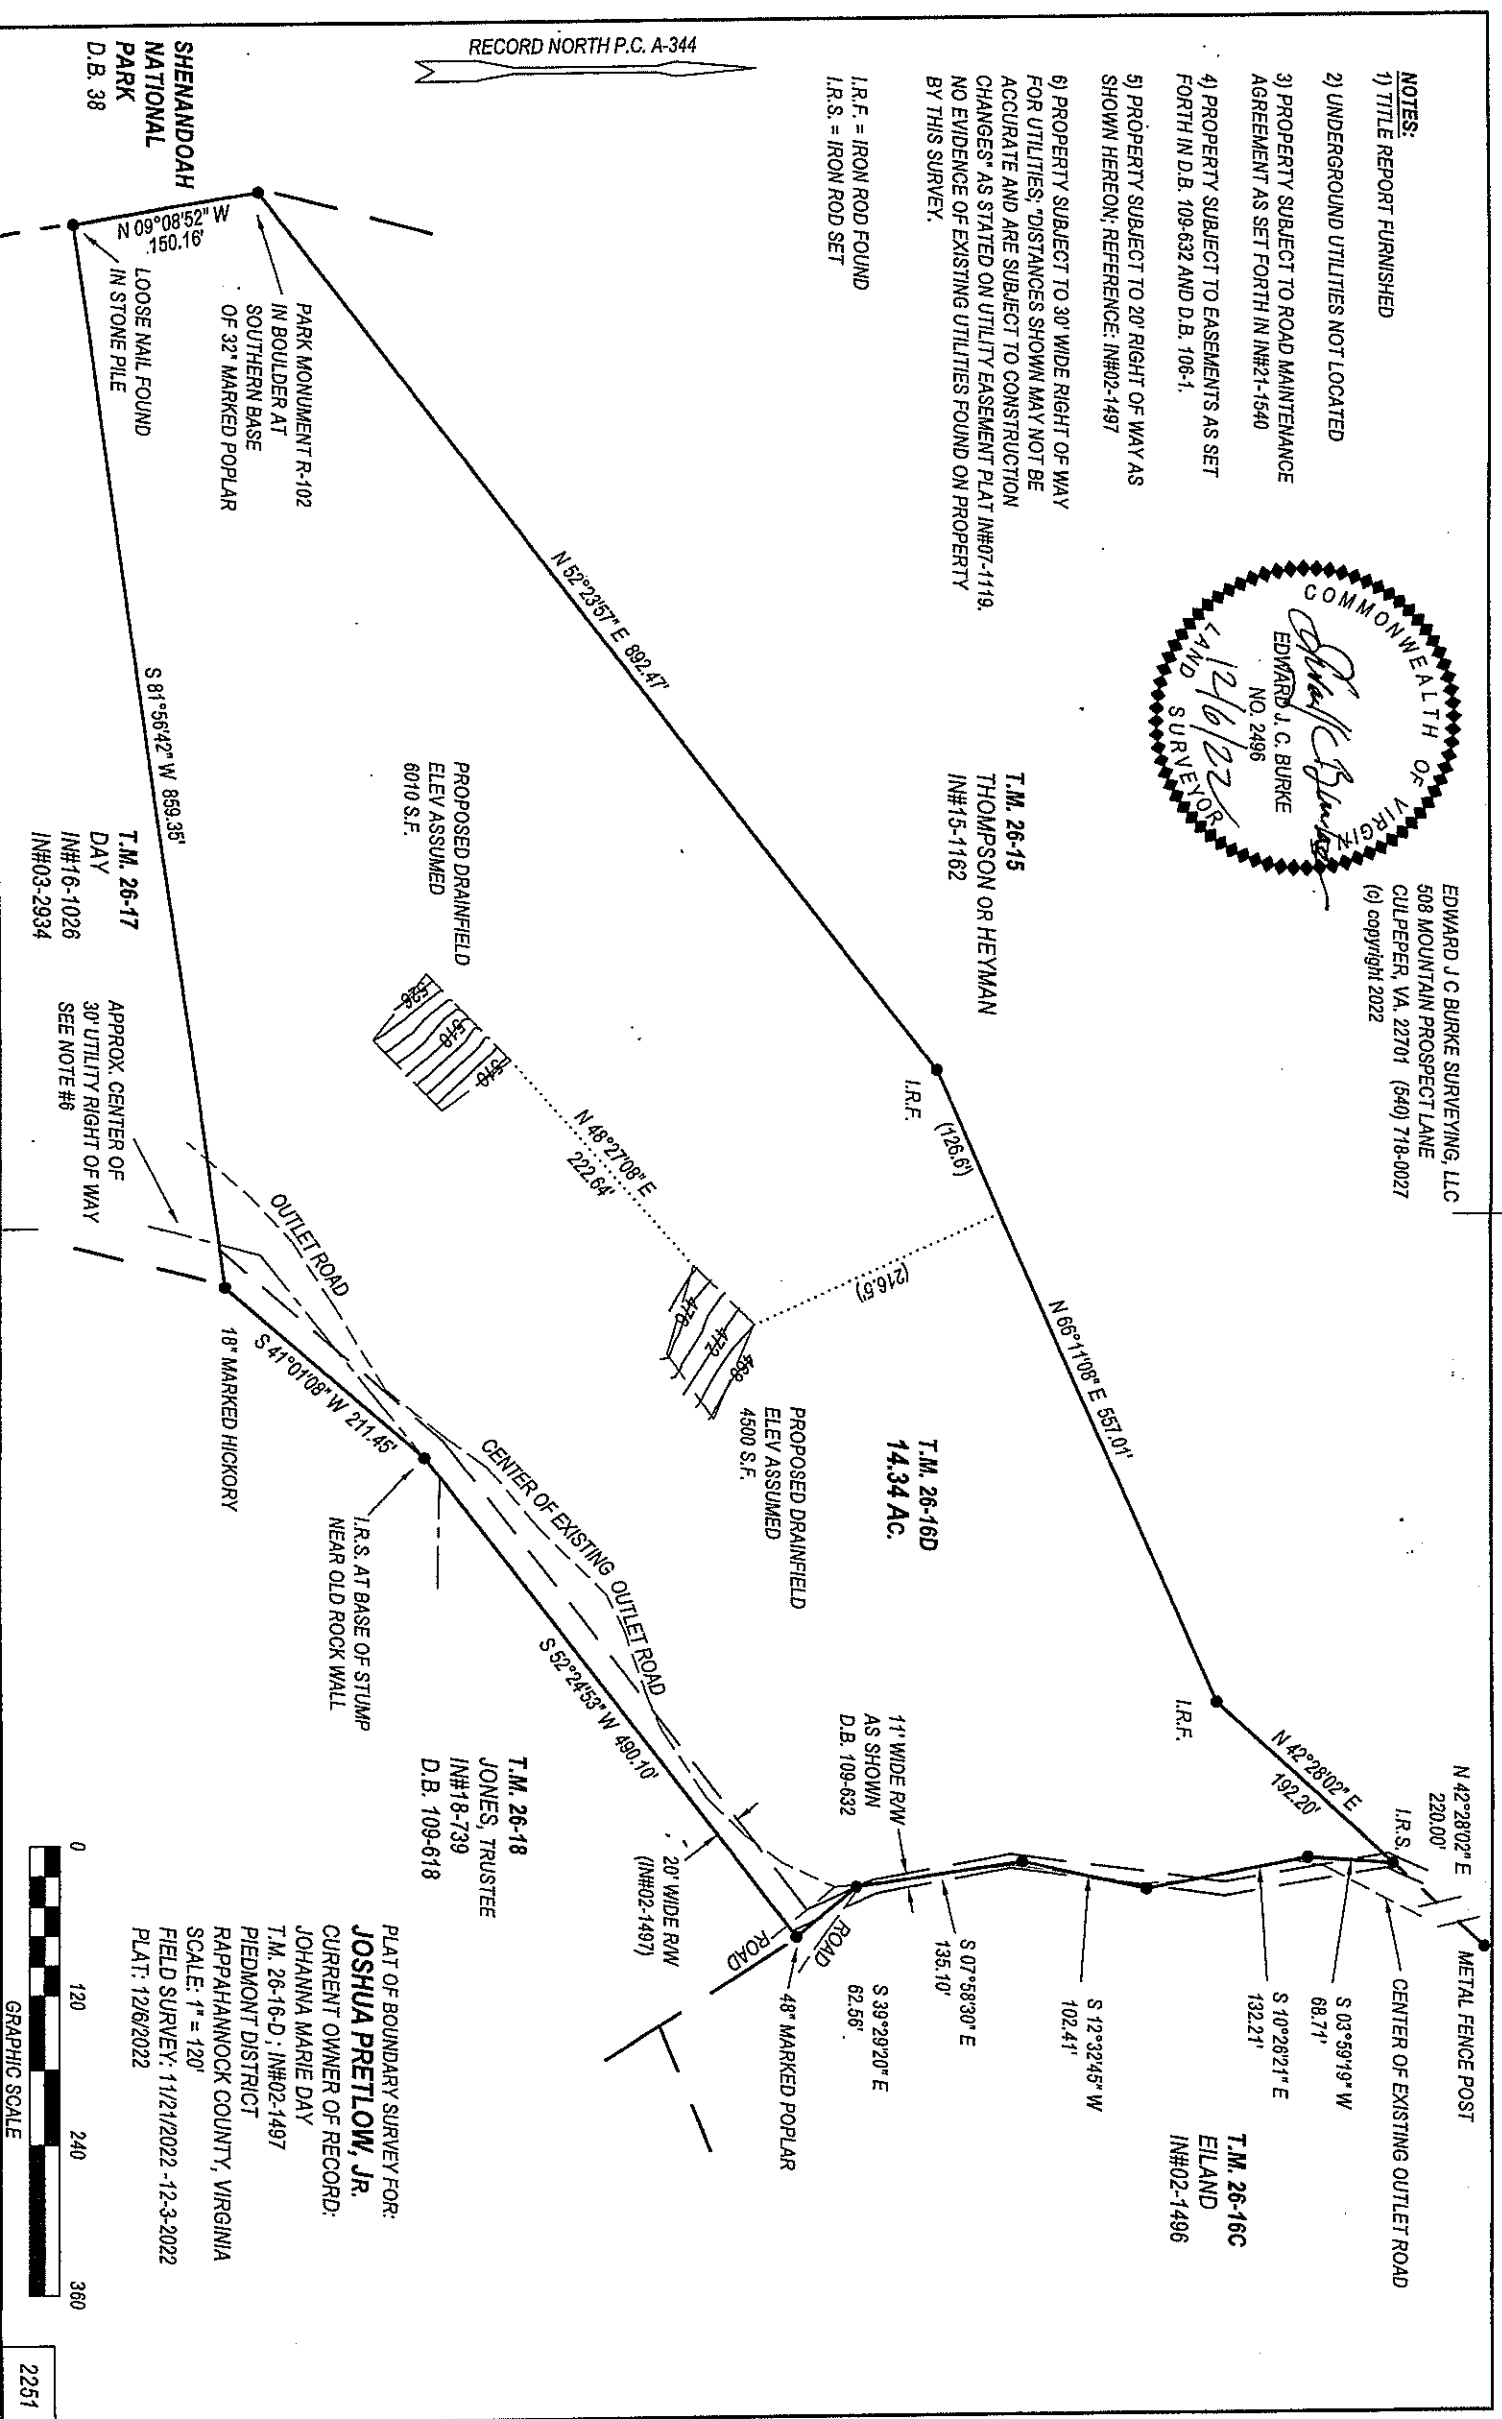 NOTES:
1) TITLE REPORT FURNISHED
2) UNDERGROUND UTILITIES NOT LOCATED
3) PROPERTY SUBJECT TO ROAD MAINTENANCE
AGREEMENT AS SET FORTH IN IN#21-1540
4) PROPERTY SUBJECT TO EASEMENTS AS SET
FORTH IN D.B. 109-632 AND D.B. 106-1.
5) PROPERTY SUBJECT TO 20' RIGHT OF WAY AS
SHOWN HEREON; REFERENCE: IN#02-1497
6) PROPERTY SUBJECT TO 30' WIDE RIGHT OF WAY
FOR UTILITIES; "DISTANCES SHOWN MAY NOT BE
ACCURATE AND ARE SUBJECT TO CONSTRUCTION
CHANGES" AS STATED ON UTILITY EASEMENT PLAT IN#07-1119.
NO EVIDENCE OF EXISTING UTILITIES FOUND ON PROPERTY
BY THIS SURVEY.
I.R.F. = IRON ROD FOUND
I.R.S. = IRON ROD SET
RECORD NORTH P.C. A-344
COMMONWEALTH OF VIRGINIA
EDWARD J. C. BURKE
NO. 2496
12/6/22
LAND SURVEYOR
EDWARD J C BURKE SURVEYING, LLC
508 MOUNTAIN PROSPECT LANE
CULPEPER, VA. 22701 (540) 718-0027
(c) copyright 2022
SHENANDOAH
NATIONAL
PARK
D.B. 38
N 09°08'52" W
150.16'
LOOSE NAIL FOUND
IN STONE PILE
PARK MONUMENT R-102
IN BOULDER AT
SOUTHERN BASE
OF 32" MARKED POPLAR
N 52°23'57" E 892.47'
T.M. 26-15
THOMPSON OR HEYMAN
IN#15-1162
I.R.F.
(126.6')
(216.5')
N 66°11'08" E 557.01'
I.R.F.
N 42°28'02" E
192.20'
I.R.S.
N 42°28'02" E
220.00'
METAL FENCE POST
CENTER OF EXISTING OUTLET ROAD
S 03°59'19" W
68.71'
S 10°26'21" E
132.21'
S 12°32'45" W
102.41'
S 07°58'30" E
135.10'
S 39°29'20" E
62.56'
T.M. 26-16C
EILAND
IN#02-1496
11' WIDE R/W
AS SHOWN
D.B. 109-632
48" MARKED POPLAR
ROAD
ROAD
20' WIDE R/W
(IN#02-1497)
T.M. 26-16D
14.34 Ac.
PROPOSED DRAINFIELD
ELEV ASSUMED
4500 S.F.
468
472
476
N 48°27'08" E
222.64'
PROPOSED DRAINFIELD
ELEV ASSUMED
6010 S.F.
510
518
526
S 81°56'42" W 859.35'
T.M. 26-17
DAY
IN#16-1026
IN#03-2934
APPROX. CENTER OF
30' UTILITY RIGHT OF WAY
SEE NOTE #6
OUTLET ROAD
18" MARKED HICKORY
S 41°01'08" W 211.45'
I.R.S. AT BASE OF STUMP
NEAR OLD ROCK WALL
CENTER OF EXISTING OUTLET ROAD
S 52°24'53" W 490.10'
T.M. 26-18
JONES, TRUSTEE
IN#18-739
D.B. 109-618
PLAT OF BOUNDARY SURVEY FOR:
JOSHUA PRETLOW, JR.
CURRENT OWNER OF RECORD:
JOHANNA MARIE DAY
T.M. 26-16-D ; IN#02-1497
PIEDMONT DISTRICT
RAPPAHANNOCK COUNTY, VIRGINIA
SCALE: 1" = 120'
FIELD SURVEY: 11/21/2022 -12-3-2022
PLAT: 12/6/2022
0 120 240 360
GRAPHIC SCALE
2251